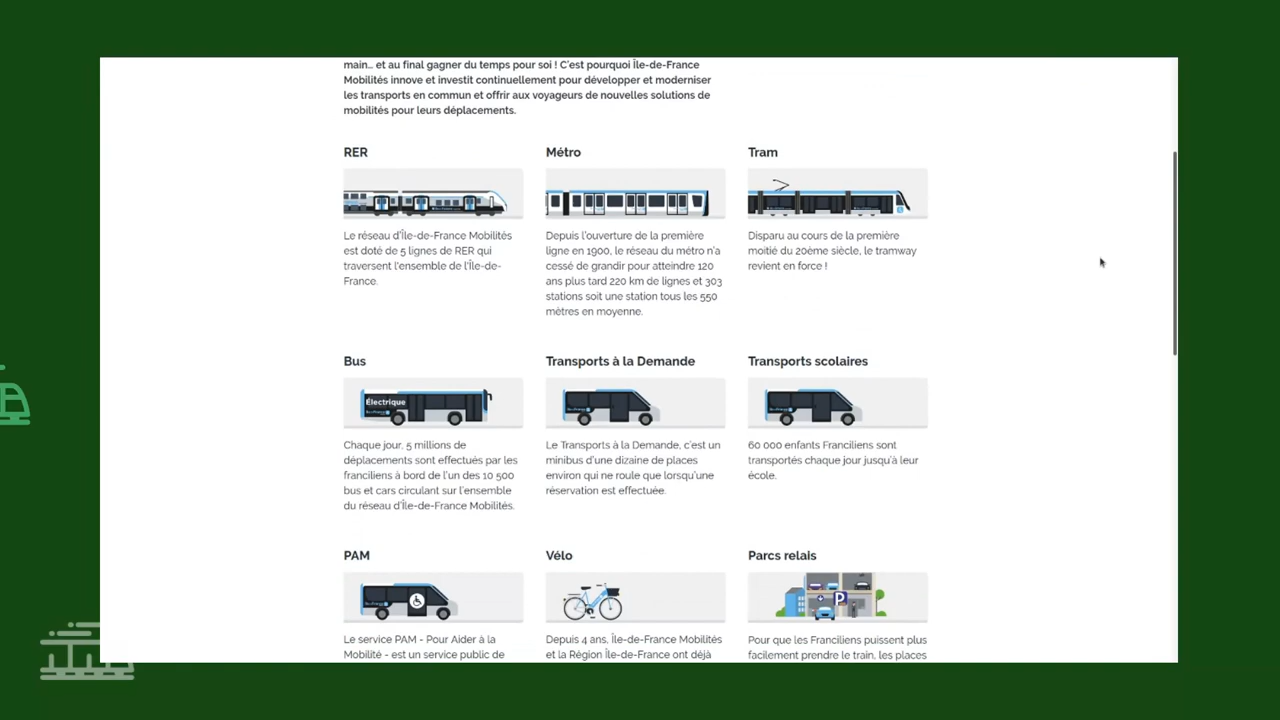 main… et au final gagner du temps pour soi ! C'est pourquoi Île-de-France
Mobilités innove et investit continuellement pour développer et moderniser
les transports en commun et offrir aux voyageurs de nouvelles solutions de
mobilités pour leurs déplacements.
RER
Le réseau d'Île-de-France Mobilités
est doté de 5 lignes de RER qui
traversent l'ensemble de l'Île-de-
France.
Métro
Depuis l'ouverture de la première
ligne en 1900, le réseau du métro n'a
cessé de grandir pour atteindre 120
ans plus tard 220 km de lignes et 303
stations soit une station tous les 550
mètres en moyenne.
Tram
Disparu au cours de la première
moitié du 20ème siècle, le tramway
revient en force !
Bus
Électrique
Chaque jour, 5 millions de
déplacements sont effectués par les
franciliens à bord de l'un des 10 500
bus et cars circulant sur l'ensemble
du réseau d'Île-de-France Mobilités.
Transports à la Demande
Le Transports à la Demande, c'est un
minibus d'une dizaine de places
environ qui ne roule que lorsqu'une
réservation est effectuée.
Transports scolaires
60 000 enfants Franciliens sont
transportés chaque jour jusqu'à leur
école.
PAM
Le service PAM - Pour Aider à la
Mobilité - est un service public de
Vélo
Depuis 4 ans, Île-de-France Mobilités
et la Région Île-de-France ont déjà
Parcs relais
P
Pour que les Franciliens puissent plus
facilement prendre le train, les places